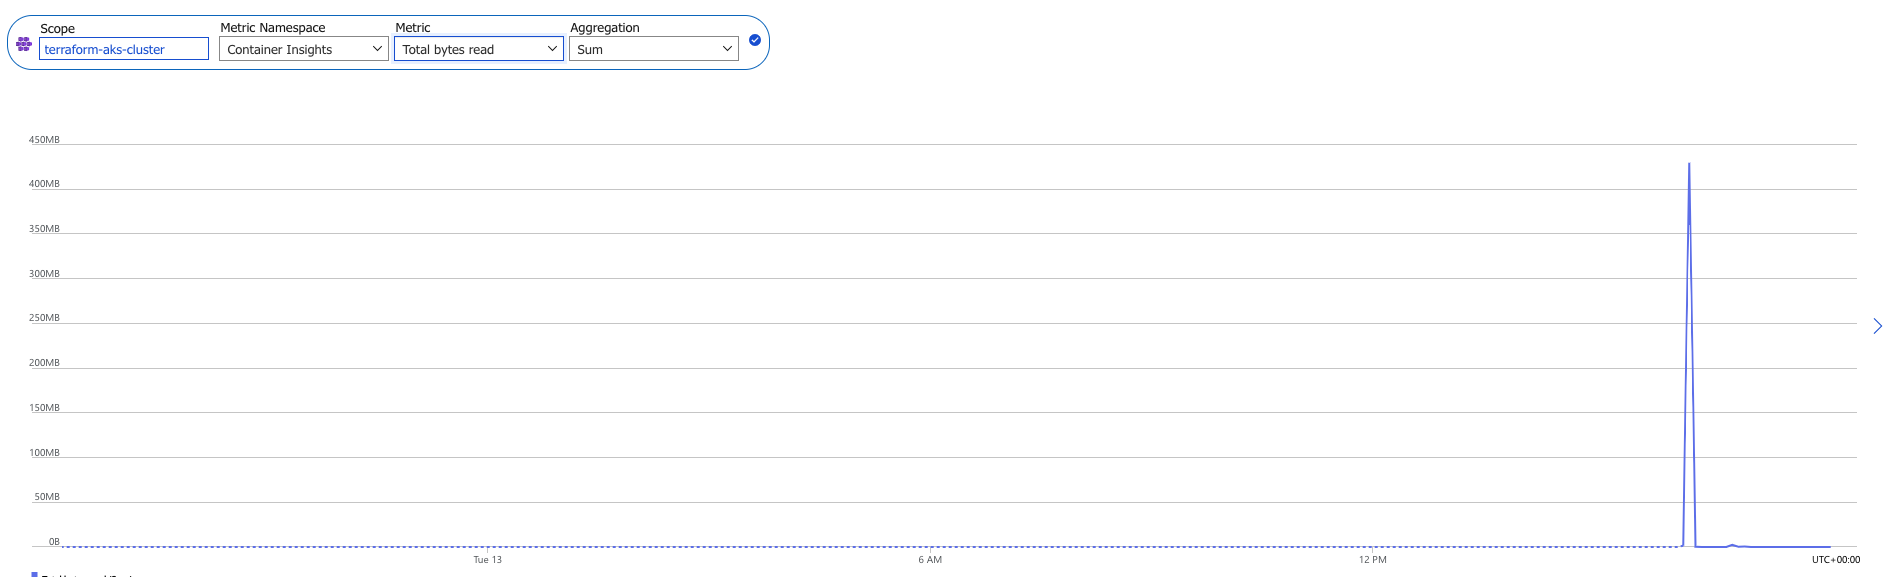 Scope
Metric Namespace
Metric
Aggregation
terraform-aks-cluster
Container Insights
Total bytes read
Sum
450MB
400MB
350MB
300MB
250MB
200MB
150MB
100MB
50MB
0B
Tue 13
6 AM
12 PM
UTC+00:00